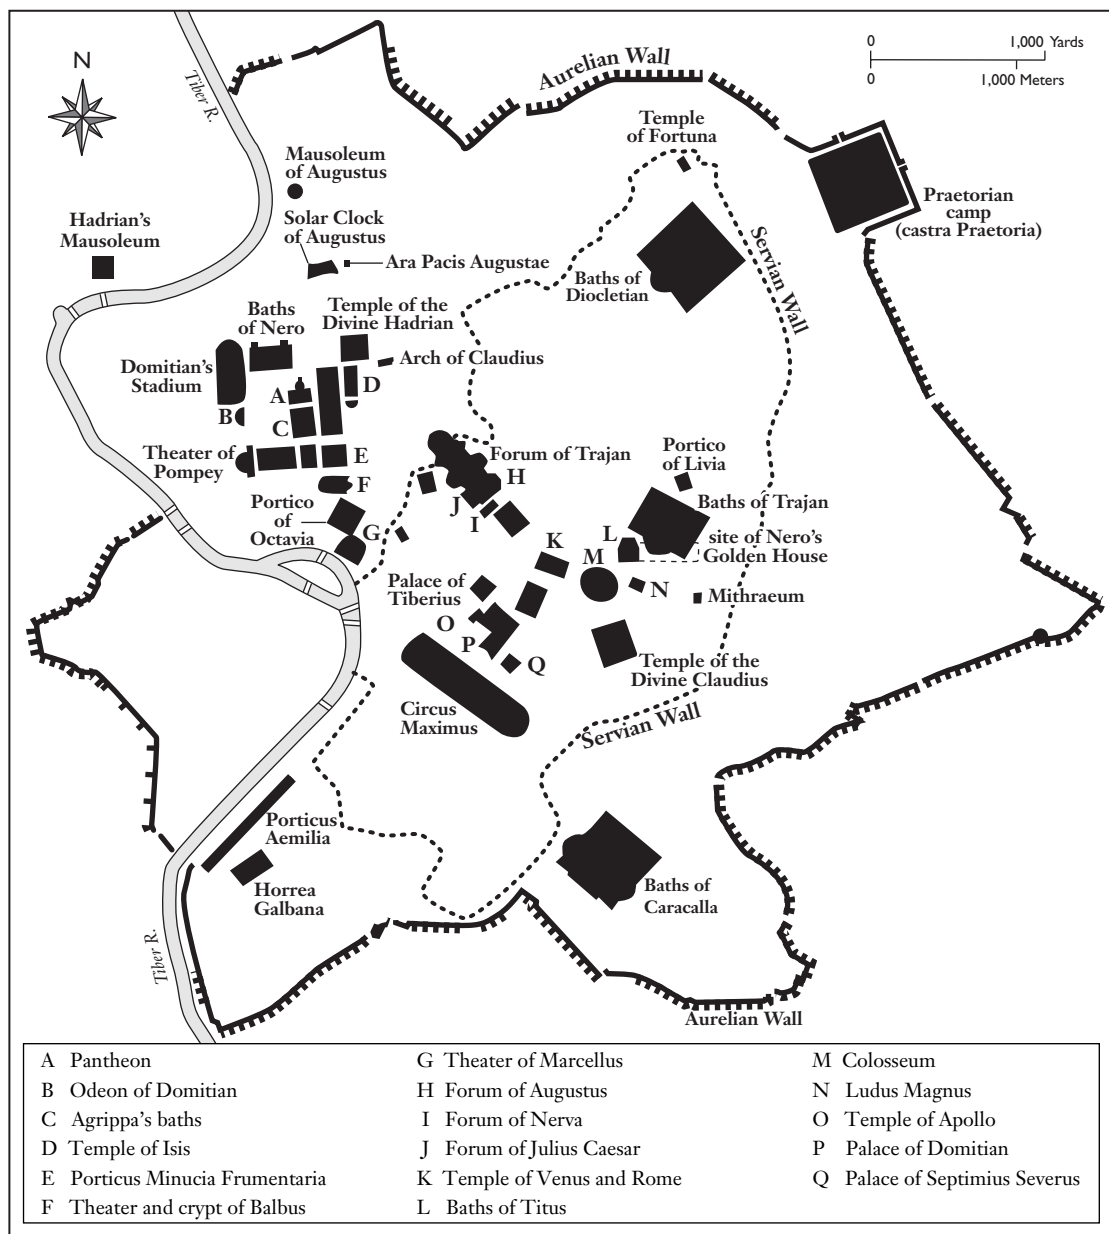 N
0 1,000 Yards
0 1,000 Meters
Tiber R.
Aurelian Wall
Temple
of Fortuna
Mausoleum
of Augustus
Praetorian
camp
(castra Praetoria)
Hadrian's
Mausoleum
Solar Clock
of Augustus
Ara Pacis Augustae
Servian Wall
Baths of
Diocletian
Baths
of Nero
Temple of the
Divine Hadrian
Arch of Claudius
Domitian's
Stadium
A
D
B
C
Theater of
Pompey
E
Forum of Trajan
H
Portico
of Livia
F
J
I
Baths of Trajan
Portico
of
Octavia
G
L
site of Nero's
Golden House
K
M
N
Mithraeum
Palace of
Tiberius
O
P
Q
Temple of the
Divine Claudius
Circus
Maximus
Servian Wall
Porticus
Aemilia
Horrea
Galbana
Baths of
Caracalla
Tiber R.
Aurelian Wall
A Pantheon
B Odeon of Domitian
C Agrippa's baths
D Temple of Isis
E Porticus Minucia Frumentaria
F Theater and crypt of Balbus
G Theater of Marcellus
H Forum of Augustus
I Forum of Nerva
J Forum of Julius Caesar
K Temple of Venus and Rome
L Baths of Titus
M Colosseum
N Ludus Magnus
O Temple of Apollo
P Palace of Domitian
Q Palace of Septimius Severus